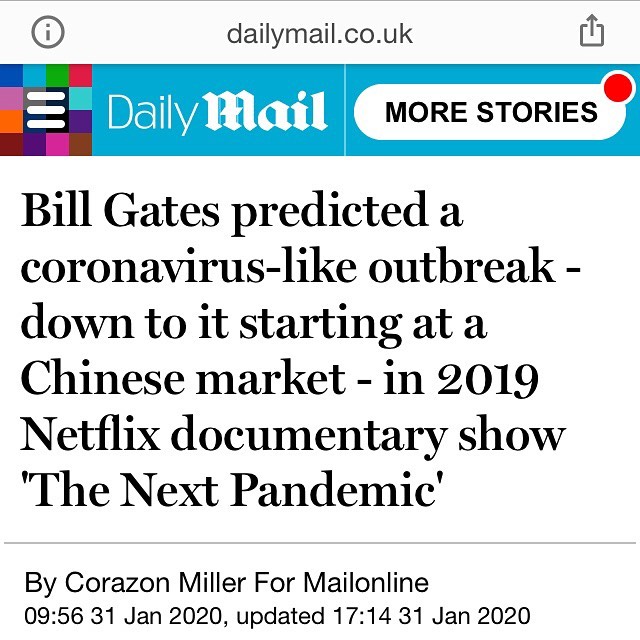 dailymail.co.uk
Daily Mail
MORE STORIES
Bill Gates predicted a
coronavirus-like outbreak -
down to it starting at a
Chinese market - in 2019
Netflix documentary show
'The Next Pandemic'
By Corazon Miller For Mailonline
09:56 31 Jan 2020, updated 17:14 31 Jan 2020